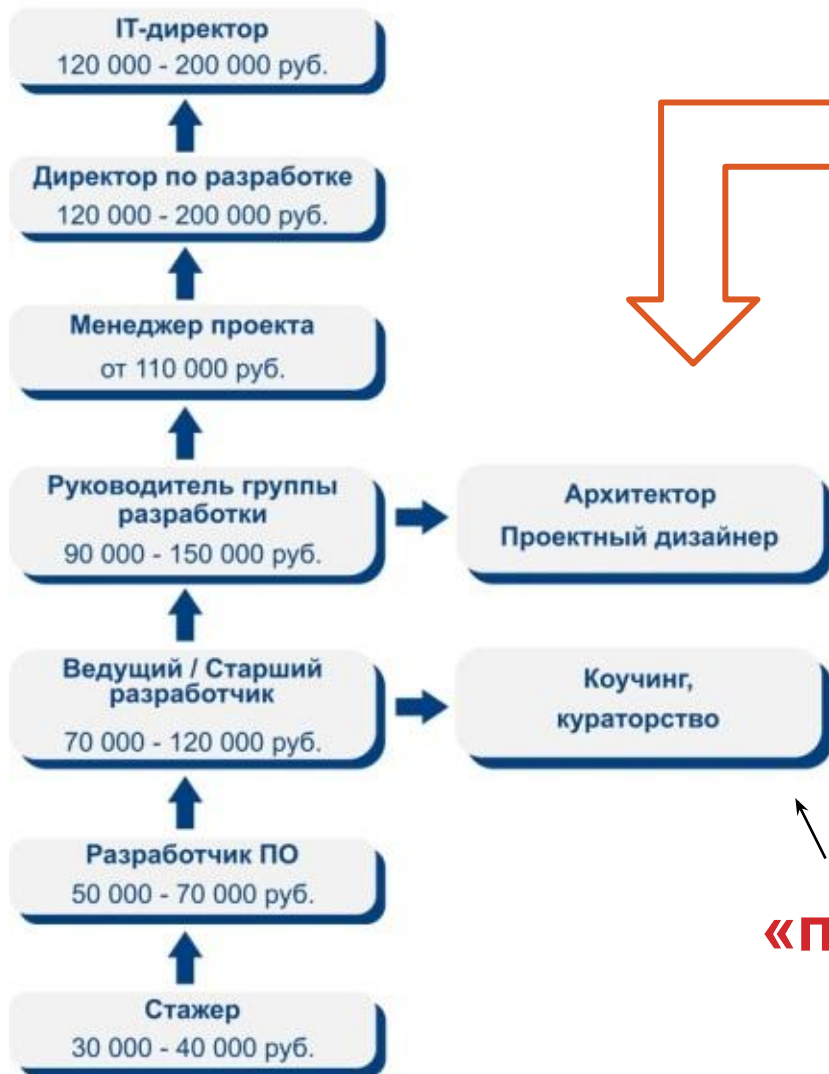 IT-директор
120 000 - 200 000 руб.
Директор по разработке
120 000 - 200 000 руб.
Менеджер проекта
от 110 000 руб.
Руководитель группы
разработки
90 000 - 150 000 руб.
Архитектор
Проектный дизайнер
Ведущий / Старший
разработчик
70 000 - 120 000 руб.
Коучинг,
кураторство
Разработчик ПО
50 000 - 70 000 руб.
Стажер
30 000 - 40 000 руб.